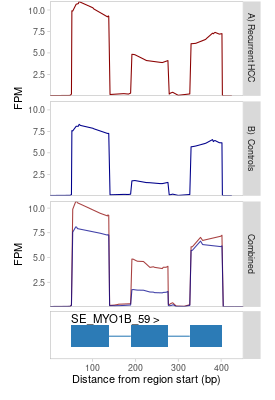 10.0
7.5
5.0
2.5
FPM
A) Recurrent HCC
10.0
7.5
5.0
2.5
B) Controls
10.0
7.5
5.0
2.5
FPM
Combined
SE_MYO1B_59 >
100 200 300 400
Distance from region start (bp)